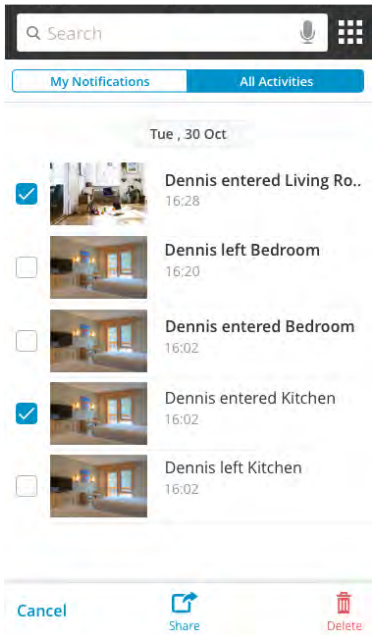 Search
My Notifications
All Activities
Tue , 30 Oct
Dennis entered Living Ro..
16:28
Dennis left Bedroom
16:20
Dennis entered Bedroom
16:02
Dennis entered Kitchen
16:02
Dennis left Kitchen
16:02
Cancel
Share
Delete